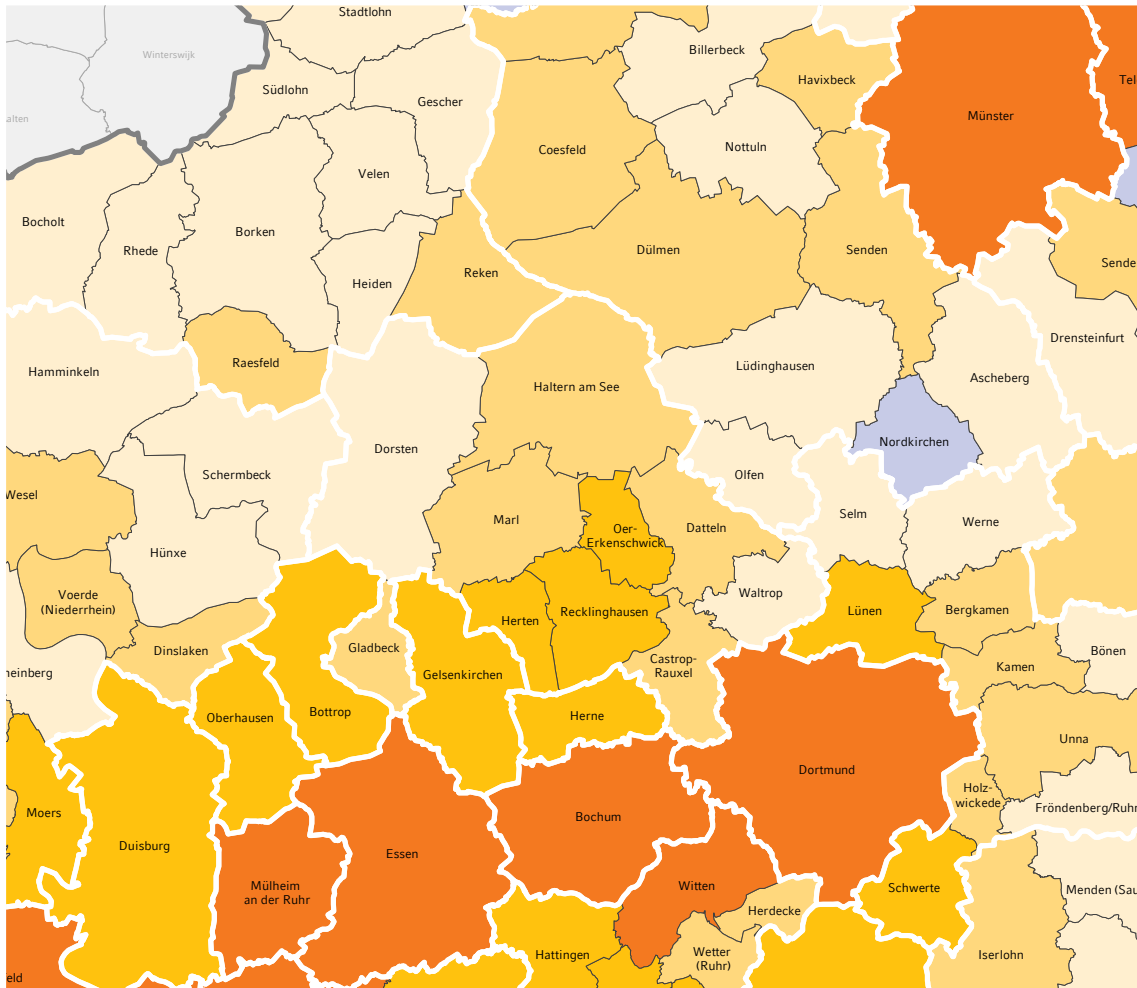 Stadtlohn
Winterswijk
Billerbeck
Havixbeck
Tel
Südlohn
Gescher
alten
Münster
Coesfeld
Nottuln
Velen
Bocholt
Rhede
Borken
Dülmen
Senden
Sende
Heiden
Reken
Raesfeld
Hamminkeln
Haltern am See
Lüdinghausen
Ascheberg
Drensteinfurt
Nordkirchen
Dorsten
Schermbeck
Olfen
Wesel
Marl
Oer-
Erkenschwick
Datteln
Selm
Werne
Hünxe
Voerde
(Niederrhein)
Herten
Recklinghausen
Waltrop
Lünen
Bergkamen
Dinslaken
Gladbeck
Gelsenkirchen
Castrop-
Rauxel
Kamen
Bönen
heinberg
Oberhausen
Bottrop
Herne
Unna
Dortmund
Holz-
wickede
Fröndenberg/Ruhr
Moers
Duisburg
Essen
Bochum
Mülheim
an der Ruhr
Witten
Schwerte
Menden (Sau
Herdecke
Hattingen
Wetter
(Ruhr)
Iserlohn
eld